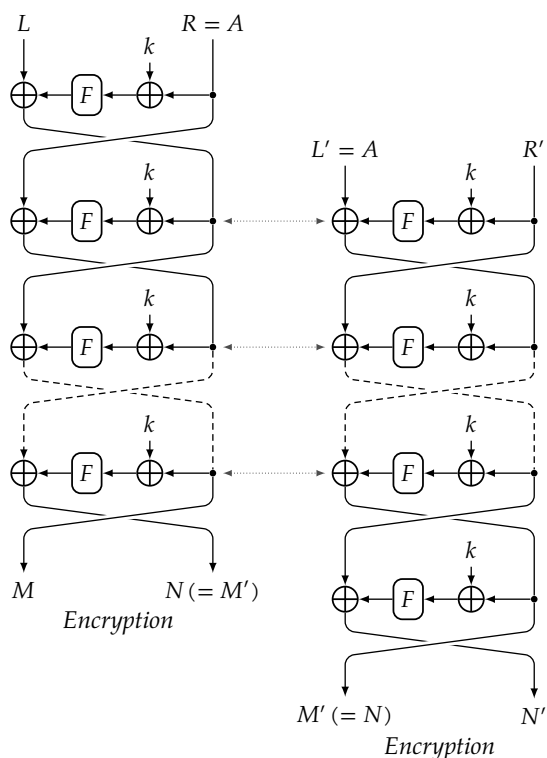 L R = A
k
F
L′ = A R′
k k
F F
k k
F F
k k
F F
k
M N (= M′) F
Encryption
M′ (= N) N′
Encryption